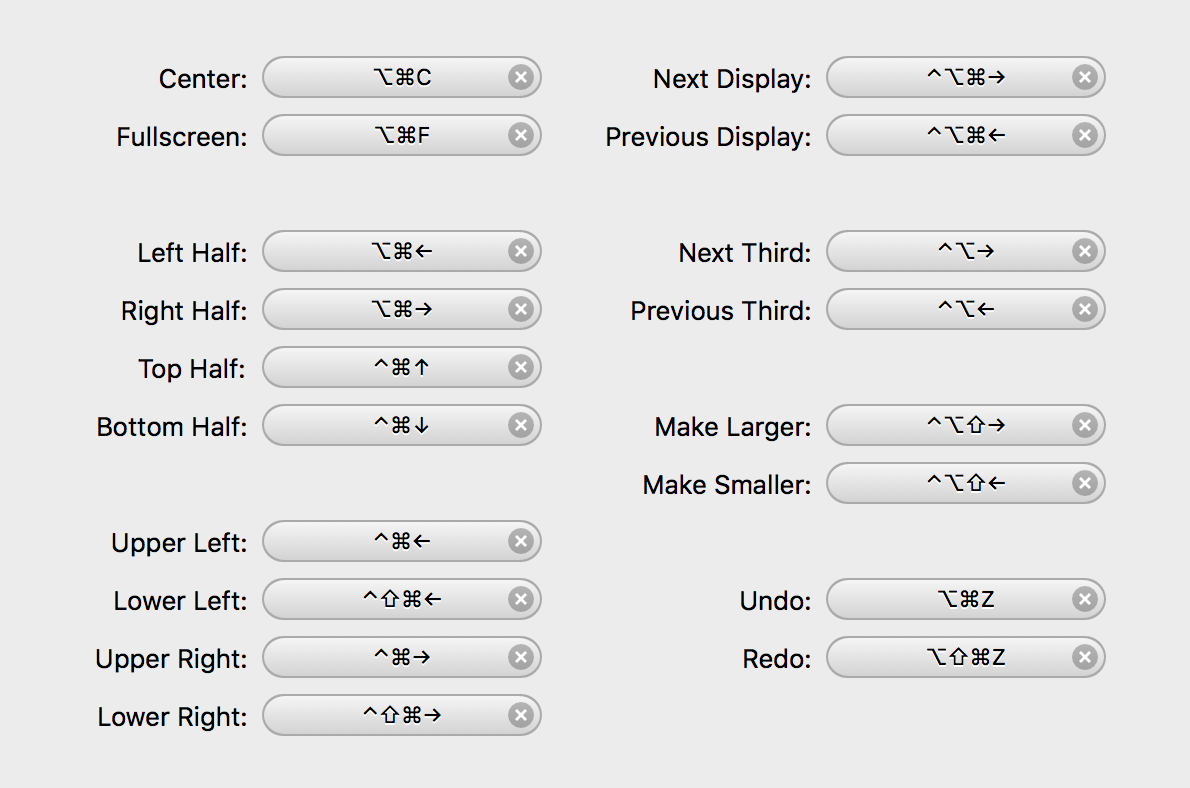 Center: ⌥⌘C
Fullscreen: ⌥⌘F
Left Half: ⌥⌘←
Right Half: ⌥⌘→
Top Half: ^⌘↑
Bottom Half: ^⌘↓
Upper Left: ^⌘←
Lower Left: ^⇧⌘←
Upper Right: ^⌘→
Lower Right: ^⇧⌘→
Next Display: ^⌥⌘→
Previous Display: ^⌥⌘←
Next Third: ^⌥→
Previous Third: ^⌥←
Make Larger: ^⌥⇧→
Make Smaller: ^⌥⇧←
Undo: ⌥⌘Z
Redo: ⌥⇧⌘Z